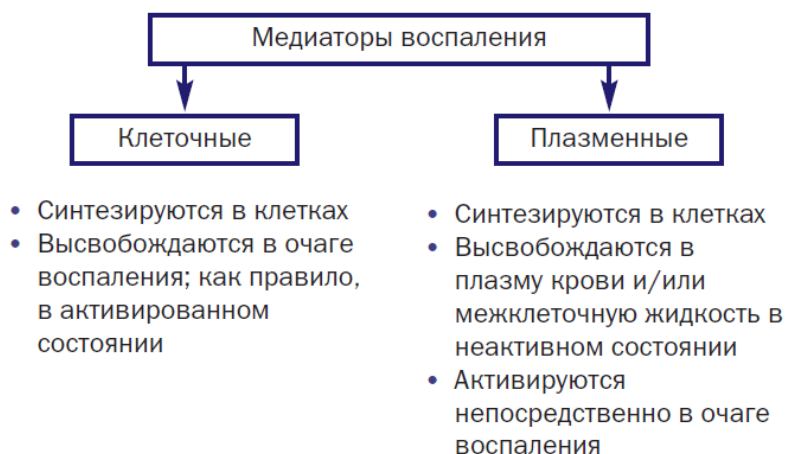 Медиаторы воспаления
Клеточные
• Синтезируются в клетках
• Высвобождаются в очаге
воспаления; как правило,
в активированном
состоянии
Плазменные
• Синтезируются в клетках
• Высвобождаются в
плазму крови и/или
межклеточную жидкость в
неактивном состоянии
• Активируются
непосредственно в очаге
воспаления